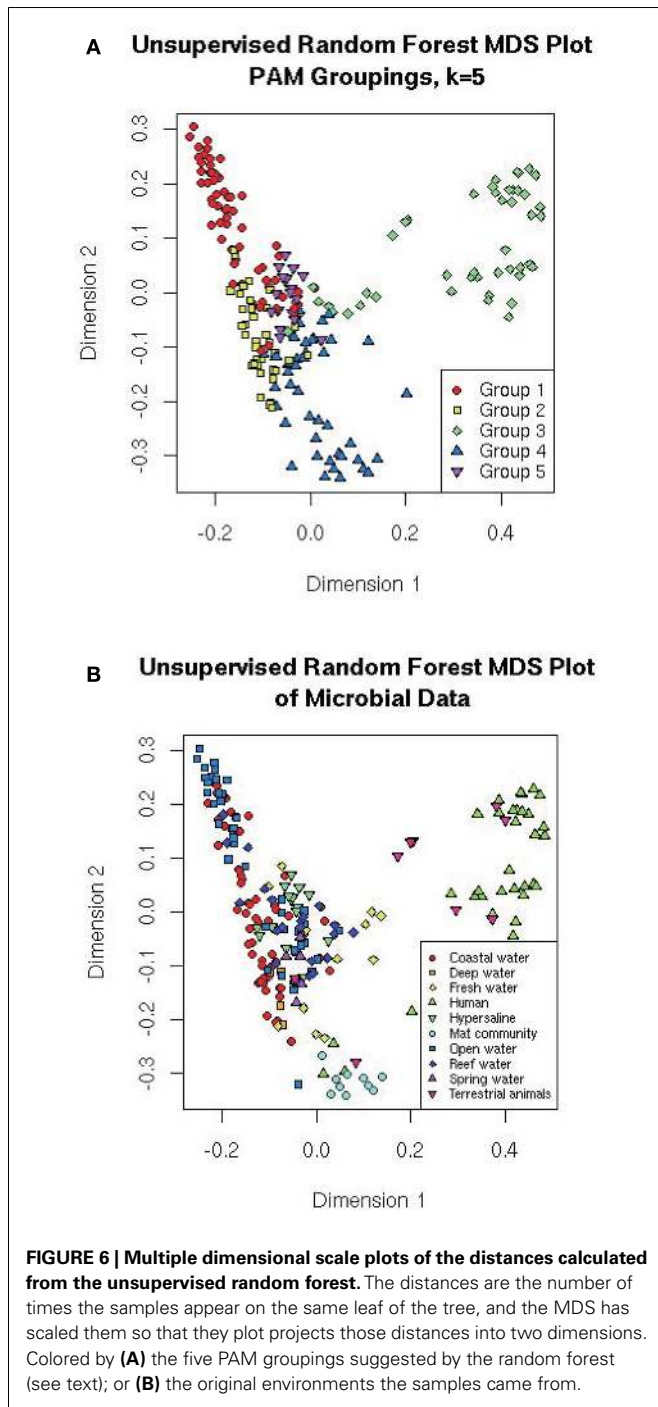 A Unsupervised Random Forest MDS Plot
PAM Groupings, k=5
0.3
0.2
0.1
0.0
-0.1
-0.2
-0.3
Dimension 2
Group 1
Group 2
Group 3
Group 4
Group 5
-0.2 0.0 0.2 0.4
Dimension 1
B Unsupervised Random Forest MDS Plot
of Microbial Data
0.3
0.2
0.1
0.0
-0.1
-0.2
-0.3
Dimension 2
Coastal water
Deep water
Fresh water
Human
Hypersaline
Mat community
Open water
Reef water
Spring water
Terrestrial animals
-0.2 0.0 0.2 0.4
Dimension 1
FIGURE 6 | Multiple dimensional scale plots of the distances calculated
from the unsupervised random forest. The distances are the number of
times the samples appear on the same leaf of the tree, and the MDS has
scaled them so that they plot projects those distances into two dimensions.
Colored by (A) the five PAM groupings suggested by the random forest
(see text); or (B) the original environments the samples came from.